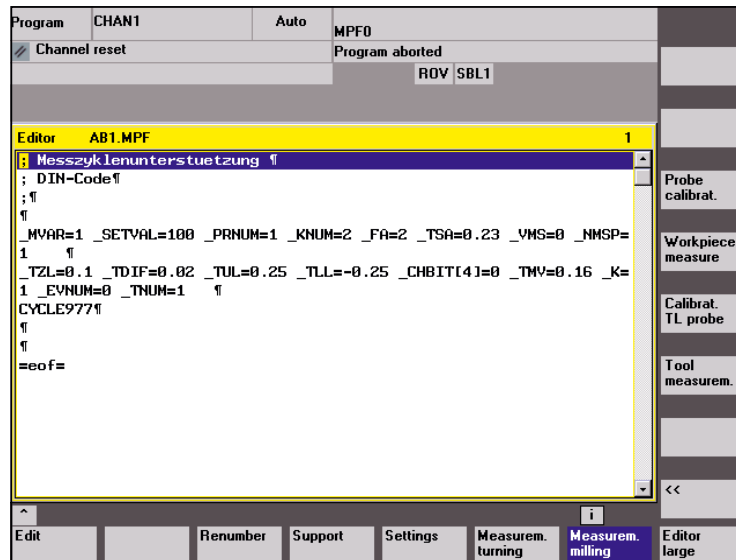 Program
CHAN1
Auto
MPF0
Channel reset
Program aborted
ROV SBL1
Editor AB1.MPF 1
; Messzyklenunterstuetzung ¶
; DIN-Code¶
;¶
¶
_MVAR=1 _SETVAL=100 _PRNUM=1 _KNUM=2 _FA=2 _TSA=0.23 _VMS=0 _NMSP=
1 ¶
_TZL=0.1 _TDIF=0.02 _TUL=0.25 _TLL=-0.25 _CHBIT[4]=0 _TMV=0.16 _K=
1 _EVNUM=0 _TNUM=1 ¶
CYCLE977¶
¶
¶
=eof=
Probe
calibrat.
Workpiece
measure
Calibrat.
TL probe
Tool
measurem.
<<
^
i
Edit
Renumber
Support
Settings
Measurem.
turning
Measurem.
milling
Editor
large